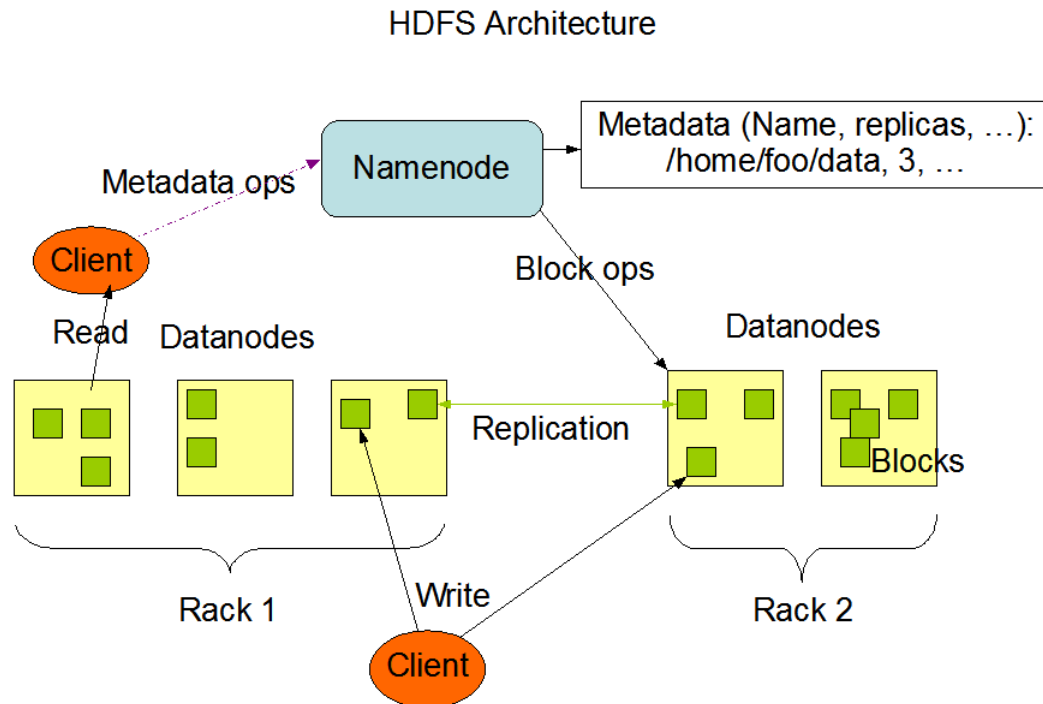 HDFS Architecture
Metadata (Name, replicas, …):
/home/foo/data, 3, …
Namenode
Metadata ops
Client
Block ops
Read
Datanodes
Datanodes
Replication
Blocks
Rack 1
Write
Rack 2
Client